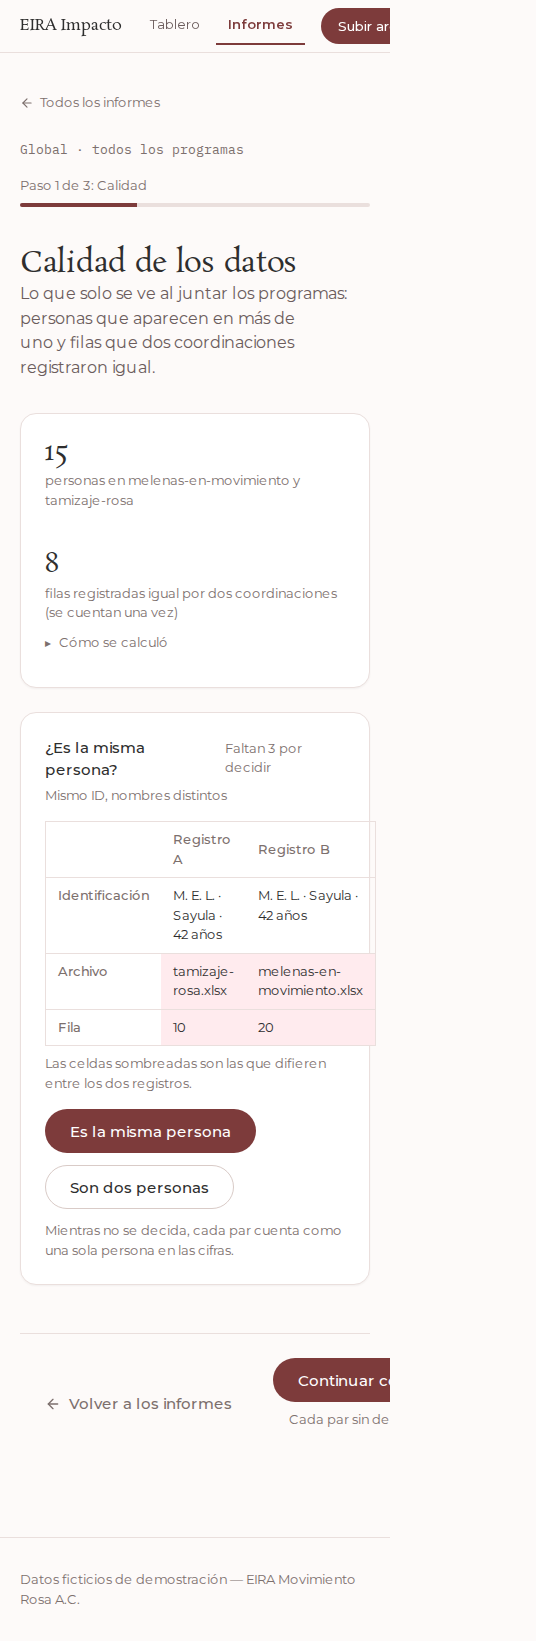 EIRA Impacto
Tablero
Informes
Subir
← Todos los informes
Global · todos los programas
Paso 1 de 3: Calidad
Calidad de los datos
Lo que solo se ve al juntar los programas:
personas que aparecen en más de
uno y filas que dos coordinaciones
registraron igual.
15
personas en melenas-en-movimiento y
tamizaje-rosa
8
filas registradas igual por dos coordinaciones
(se cuentan una vez)
▸ Cómo se calculó
¿Es la misma
persona?
Faltan 3 por
decidir
Mismo ID, nombres distintos
Registro
A
Registro B
Identificación
M. E. L. ·
Sayula ·
42 años
M. E. L. · Sayula ·
42 años
Archivo
tamizaje-
rosa.xlsx
melenas-en-
movimiento.xlsx
Fila
10
20
Las celdas sombreadas son las que difieren
entre los dos registros.
Es la misma persona
Son dos personas
Mientras no se decida, cada par cuenta como
una sola persona en las cifras.
← Volver a los informes
Continuar
Cada par sin de
Datos ficticios de demostración — EIRA Movimiento
Rosa A.C.